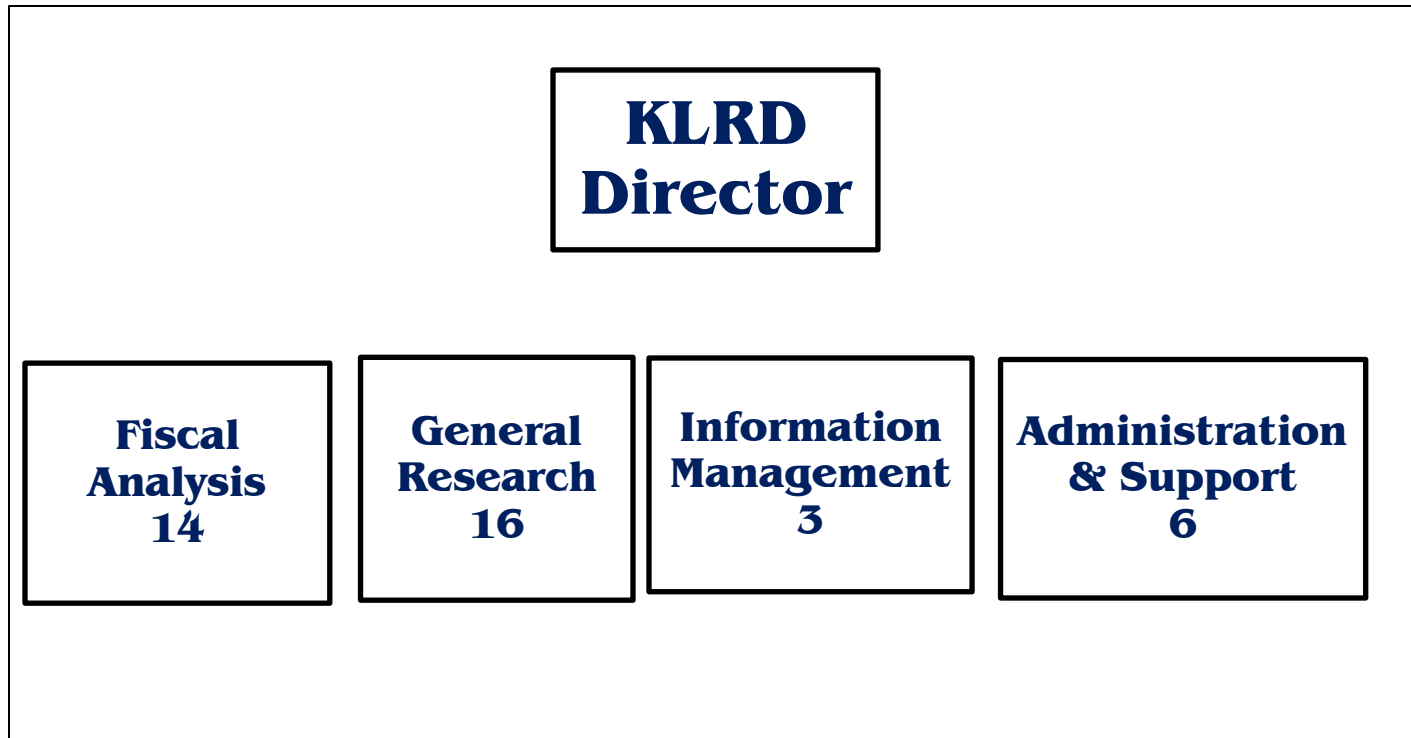 KLRD
Director
Fiscal
Analysis
14
General
Research
16
Information
Management
3
Administration
& Support
6